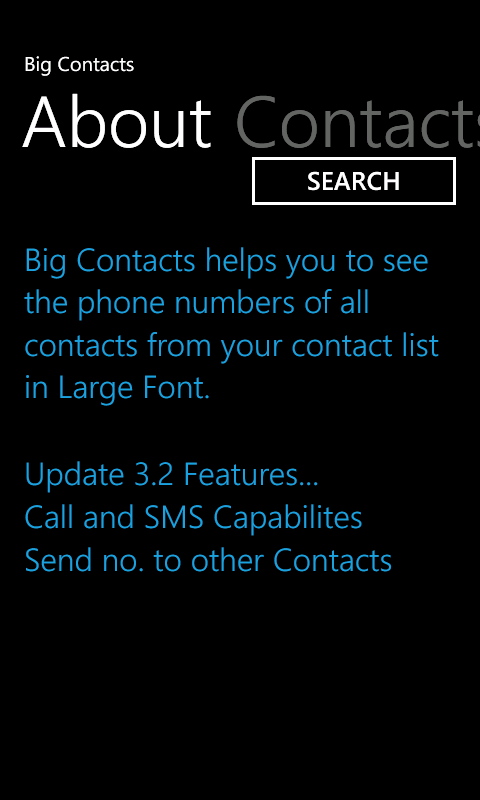 Big Contacts
About Contacts
SEARCH
Big Contacts helps you to see
the phone numbers of all
contacts from your contact list
in Large Font.
Update 3.2 Features...
Call and SMS Capabilites
Send no. to other Contacts